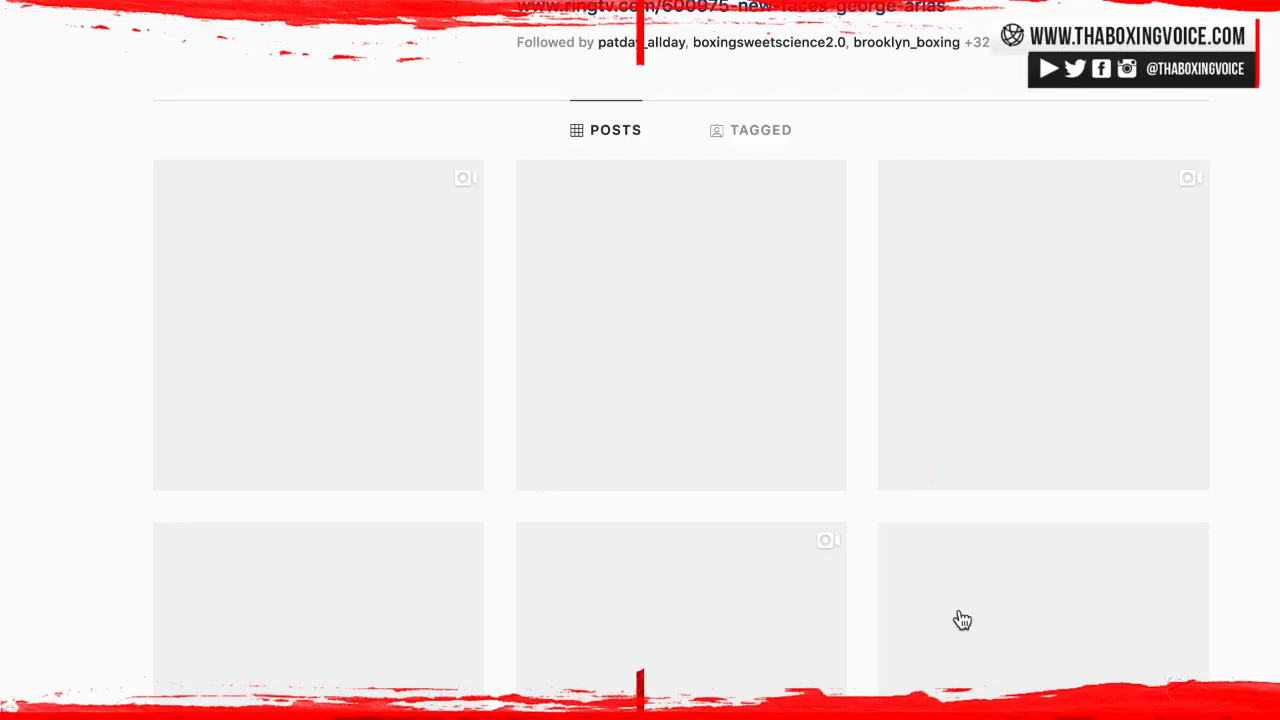 www.ringtv.com/600075-new-faces-george-arias
Followed by patday_allday, boxingsweetscience2.0, brooklyn_boxing +32
WWW.THABOXINGVOICE.COM
@THABOXINGVOICE
POSTS
TAGGED